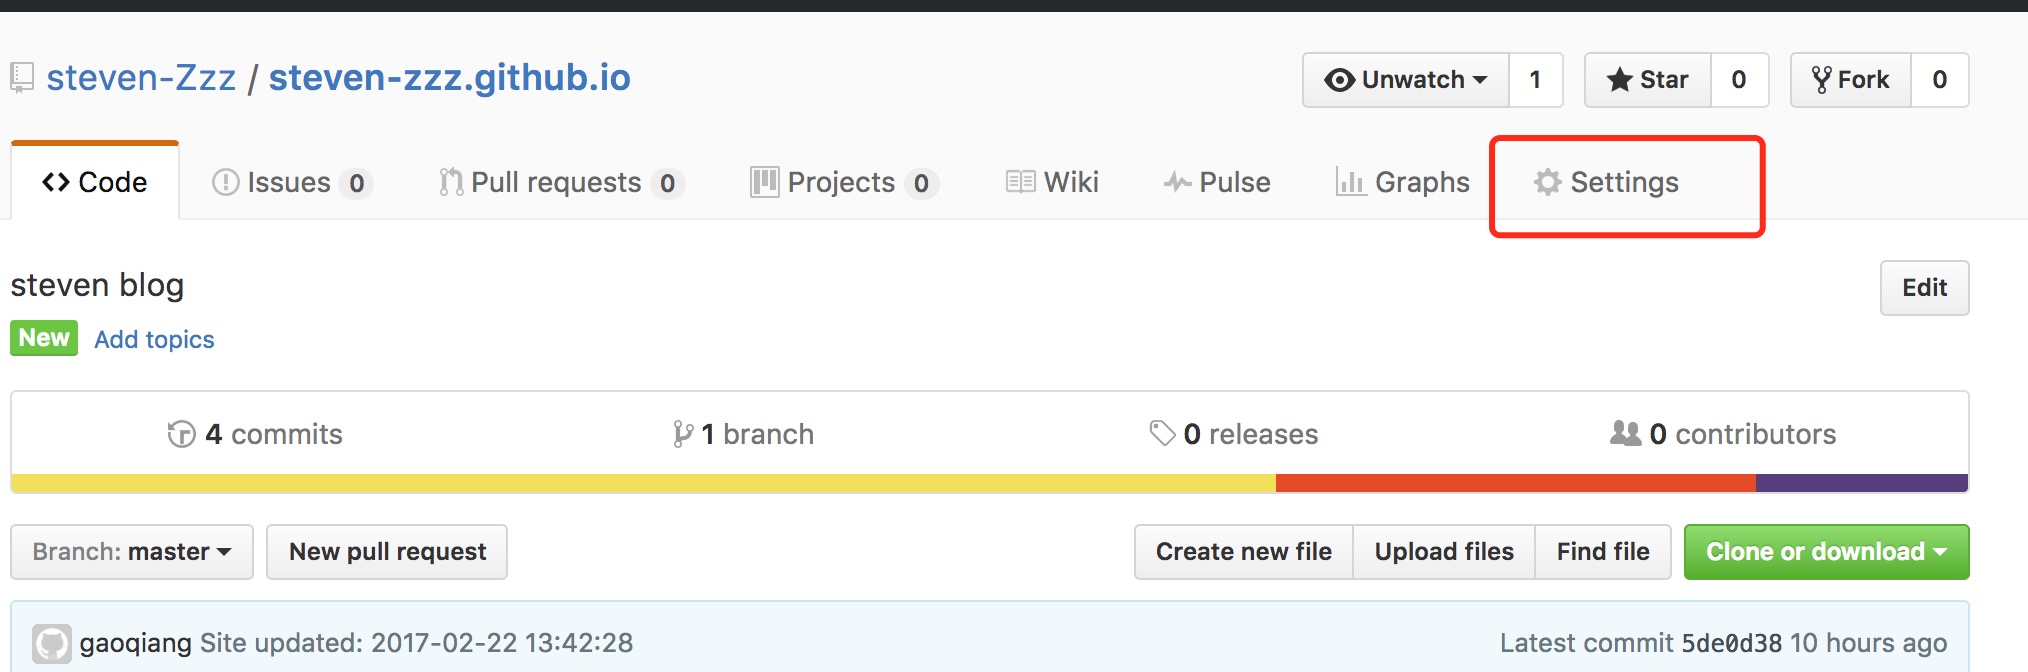 steven-Zzz / steven-zzz.github.io
Unwatch 1 Star 0 Fork 0
Code Issues 0 Pull requests 0 Projects 0 Wiki Pulse Graphs Settings
steven blog
Edit
New Add topics
4 commits 1 branch 0 releases 0 contributors
Branch: master New pull request Create new file Upload files Find file Clone or download
gaoqiang Site updated: 2017-02-22 13:42:28 Latest commit 5de0d38 10 hours ago